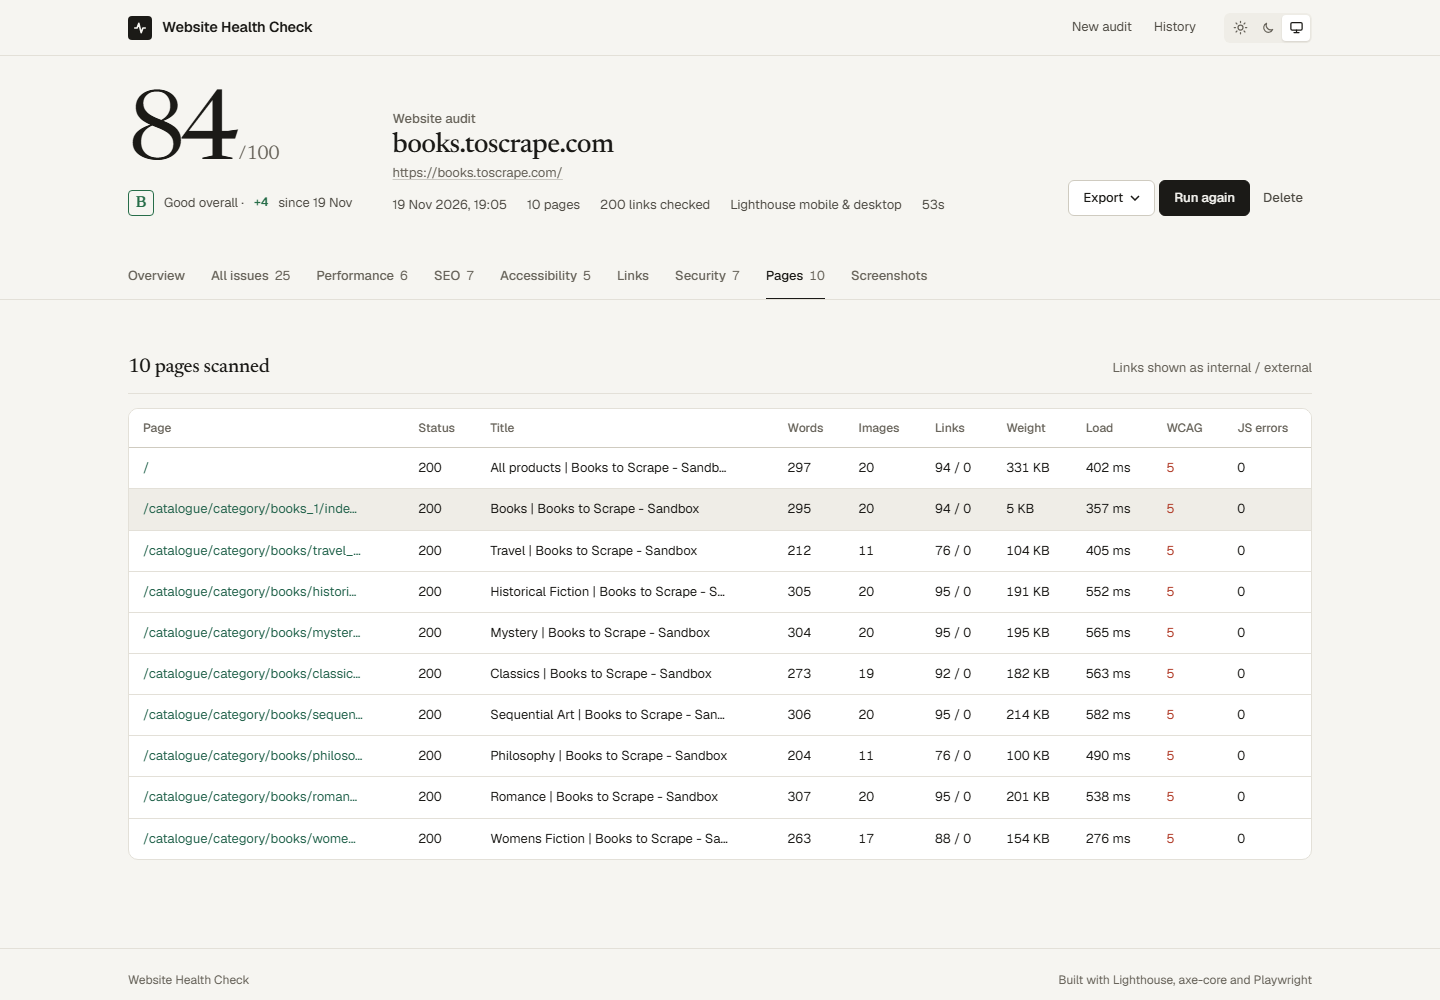 Website Health Check
New audit History
84/100
Website audit
books.toscrape.com
https://books.toscrape.com/
B Good overall · +4 since 19 Nov
19 Nov 2026, 19:05 10 pages 200 links checked Lighthouse mobile & desktop 53s
Export Run again Delete
Overview All issues 25 Performance 6 SEO 7 Accessibility 5 Links Security 7 Pages 10 Screenshots
10 pages scanned
Links shown as internal / external
Page Status Title Words Images Links Weight Load WCAG JS errors
/ 200 All products | Books to Scrape - Sandb… 297 20 94 / 0 331 KB 402 ms 5 0
/catalogue/category/books_1/inde… 200 Books | Books to Scrape - Sandbox 295 20 94 / 0 5 KB 357 ms 5 0
/catalogue/category/books/travel_… 200 Travel | Books to Scrape - Sandbox 212 11 76 / 0 104 KB 405 ms 5 0
/catalogue/category/books/histori… 200 Historical Fiction | Books to Scrape - S… 305 20 95 / 0 191 KB 552 ms 5 0
/catalogue/category/books/myster… 200 Mystery | Books to Scrape - Sandbox 304 20 95 / 0 195 KB 565 ms 5 0
/catalogue/category/books/classic… 200 Classics | Books to Scrape - Sandbox 273 19 92 / 0 182 KB 563 ms 5 0
/catalogue/category/books/sequen… 200 Sequential Art | Books to Scrape - San… 306 20 95 / 0 214 KB 582 ms 5 0
/catalogue/category/books/philoso… 200 Philosophy | Books to Scrape - Sandbox 204 11 76 / 0 100 KB 490 ms 5 0
/catalogue/category/books/roman… 200 Romance | Books to Scrape - Sandbox 307 20 95 / 0 201 KB 538 ms 5 0
/catalogue/category/books/wome… 200 Womens Fiction | Books to Scrape - Sa… 263 17 88 / 0 154 KB 276 ms 5 0
Website Health Check
Built with Lighthouse, axe-core and Playwright